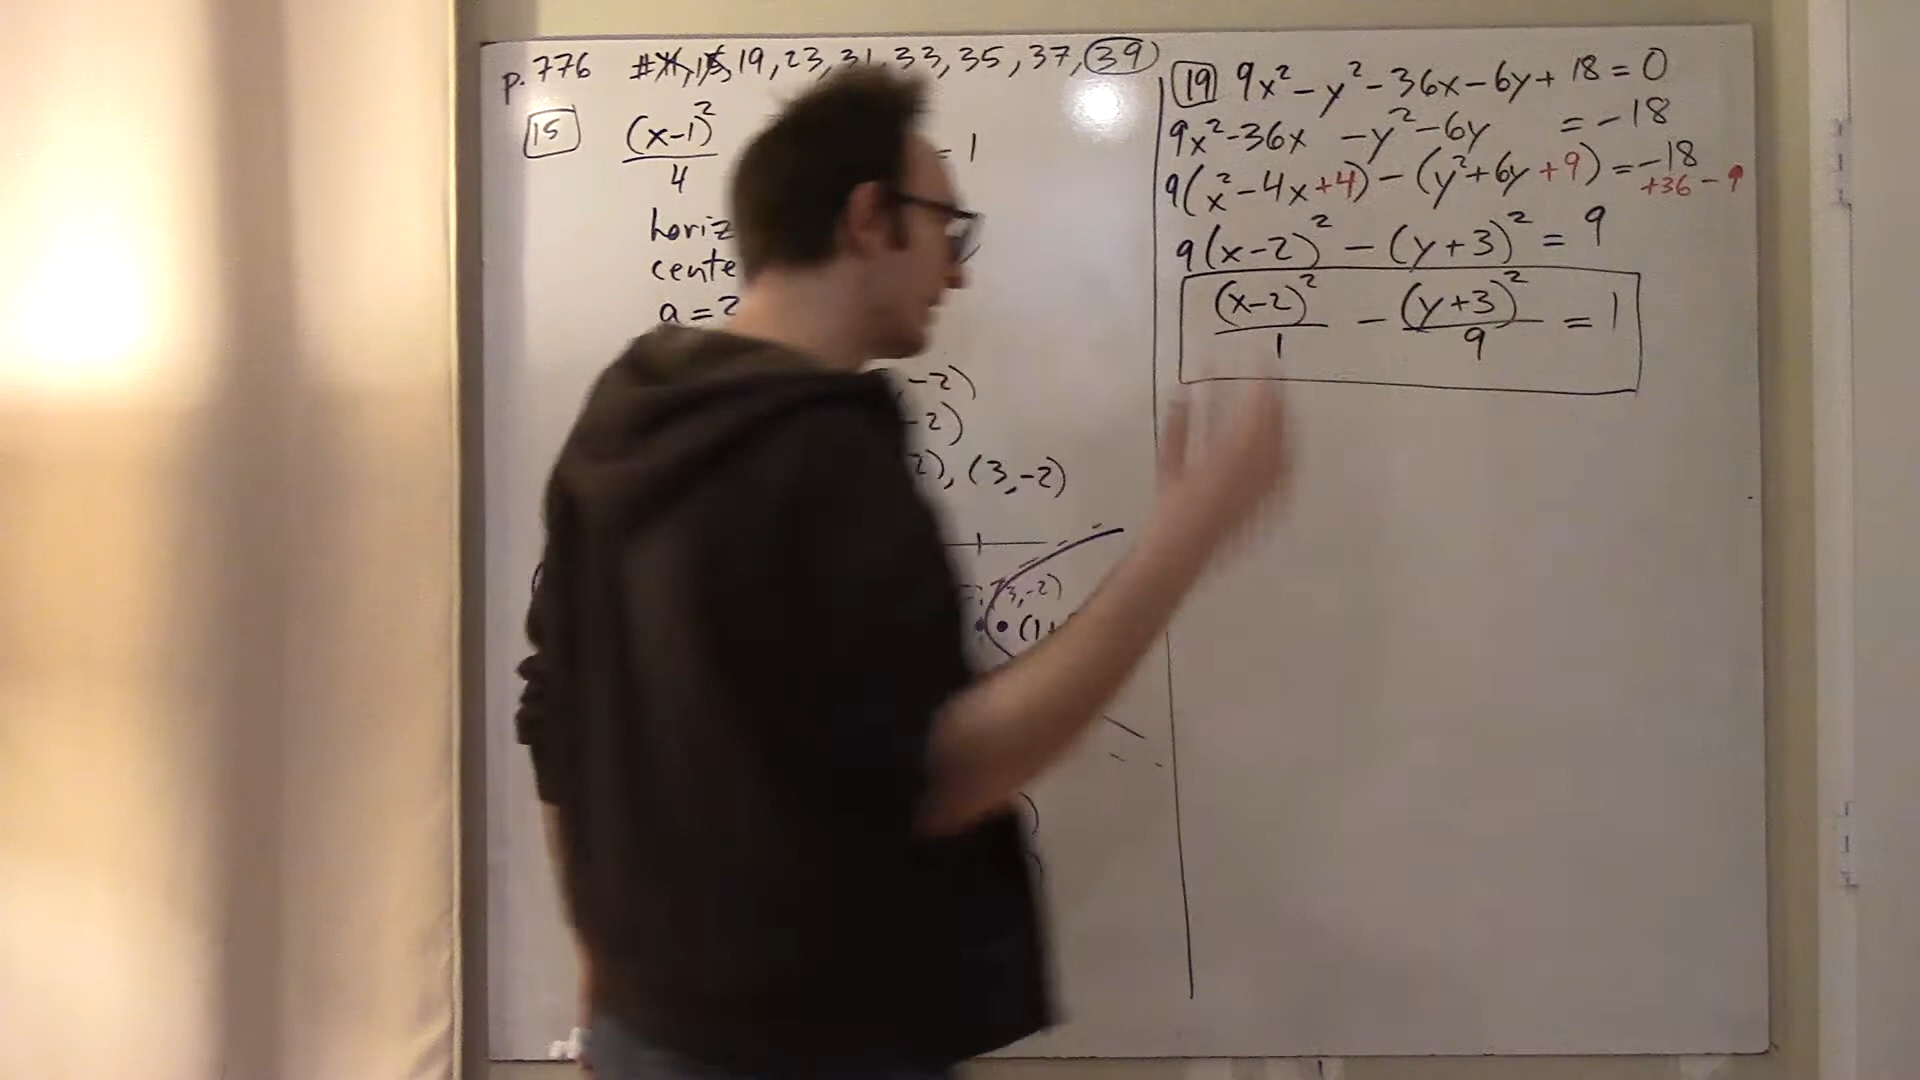 p.776 #11, 15, 19, 23, 31, 33, 35, 37, 39
15 (x-1)²/4 = 1
horiz
cente
a=2
-2)
-2)
2), (3,-2)
3,-2)
(1+
19 9x²-y²-36x-6y+18=0
9x²-36x -y²-6y =-18
9(x²-4x+4)-(y²+6y+9)=-18+36-9
9(x-2)²-(y+3)²=9
(x-2)²/1 - (y+3)²/9 = 1